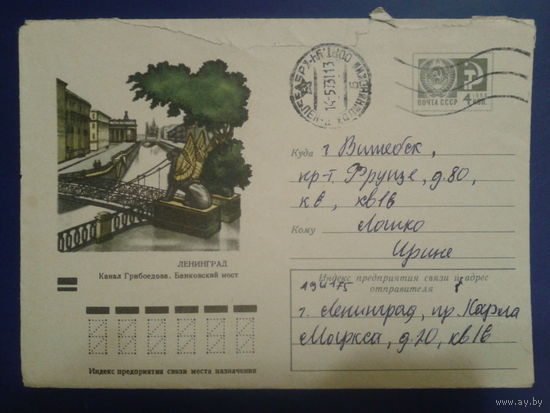 ПОЧТА СССР
4
КОП.
ЛЕНИНГРАД
Канал Грибоедова. Банковский мост
Куда г Витебск,
пр-т. Фрунзе, д. 80,
кв 18
Кому Лошко
Ирине
Индекс предприятия связи и адрес
отправителя
г. Ленинград, пр. Карла
Маркса, д. 20, кв 16
Индекс предприятия связи места назначения
www.ay.by